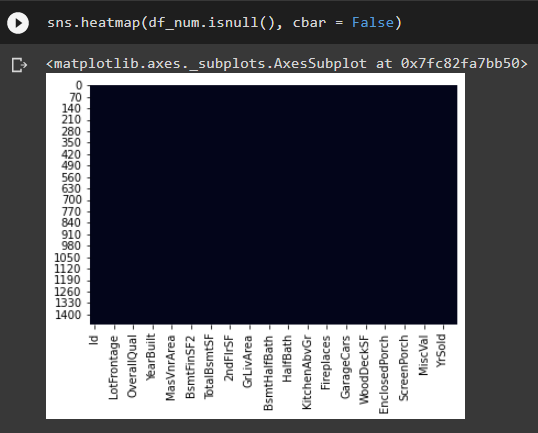 sns.heatmap(df_num.isnull(), cbar = False)
<matplotlib.axes._subplots.AxesSubplot at 0x7fc82fa7bb50>
0
70
140
210
280
350
420
490
560
630
700
770
840
910
980
1050
1120
1190
1260
1330
1400
Id
LotFrontage
OverallQual
YearBuilt
MasVnrArea
BsmtFinSF2
TotalBsmtSF
2ndFlrSF
GrLivArea
BsmtHalfBath
HalfBath
KitchenAbvGr
Fireplaces
GarageCars
WoodDeckSF
EnclosedPorch
ScreenPorch
MiscVal
YrSold